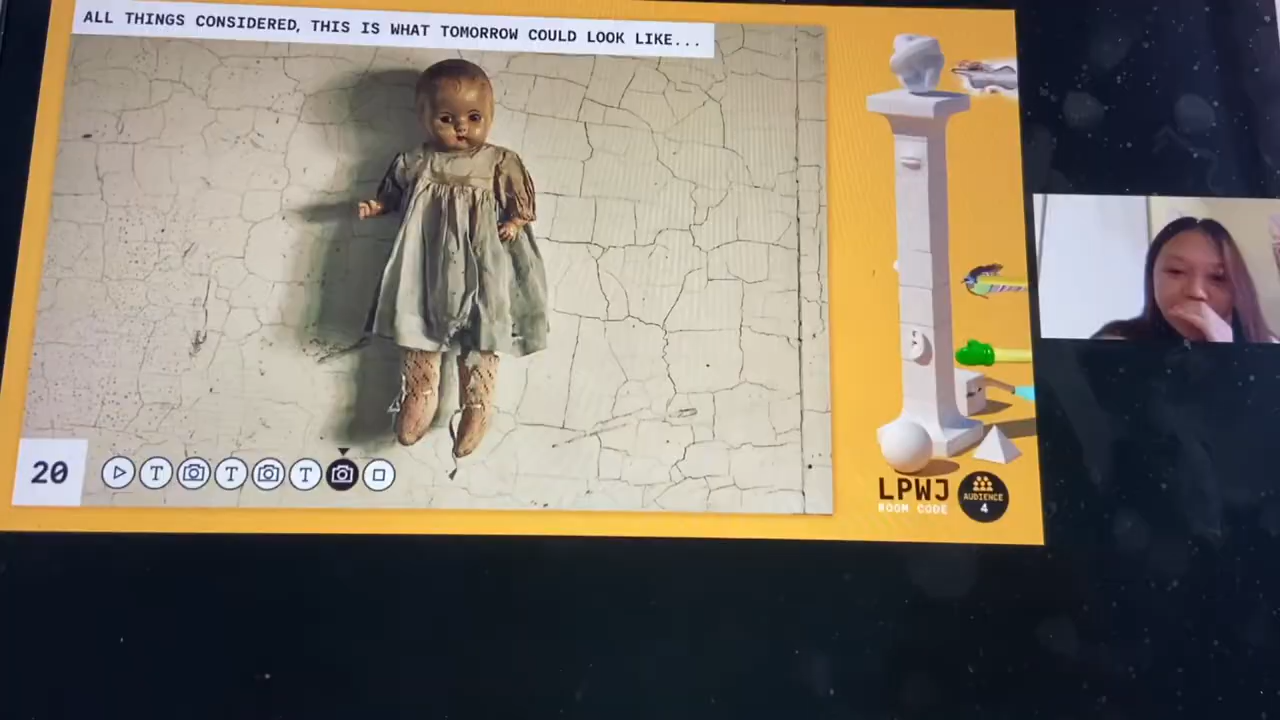 ALL THINGS CONSIDERED, THIS IS WHAT TOMORROW COULD LOOK LIKE...
20
T
T
T
LPWJ
ROOM CODE
AUDIENCE
4